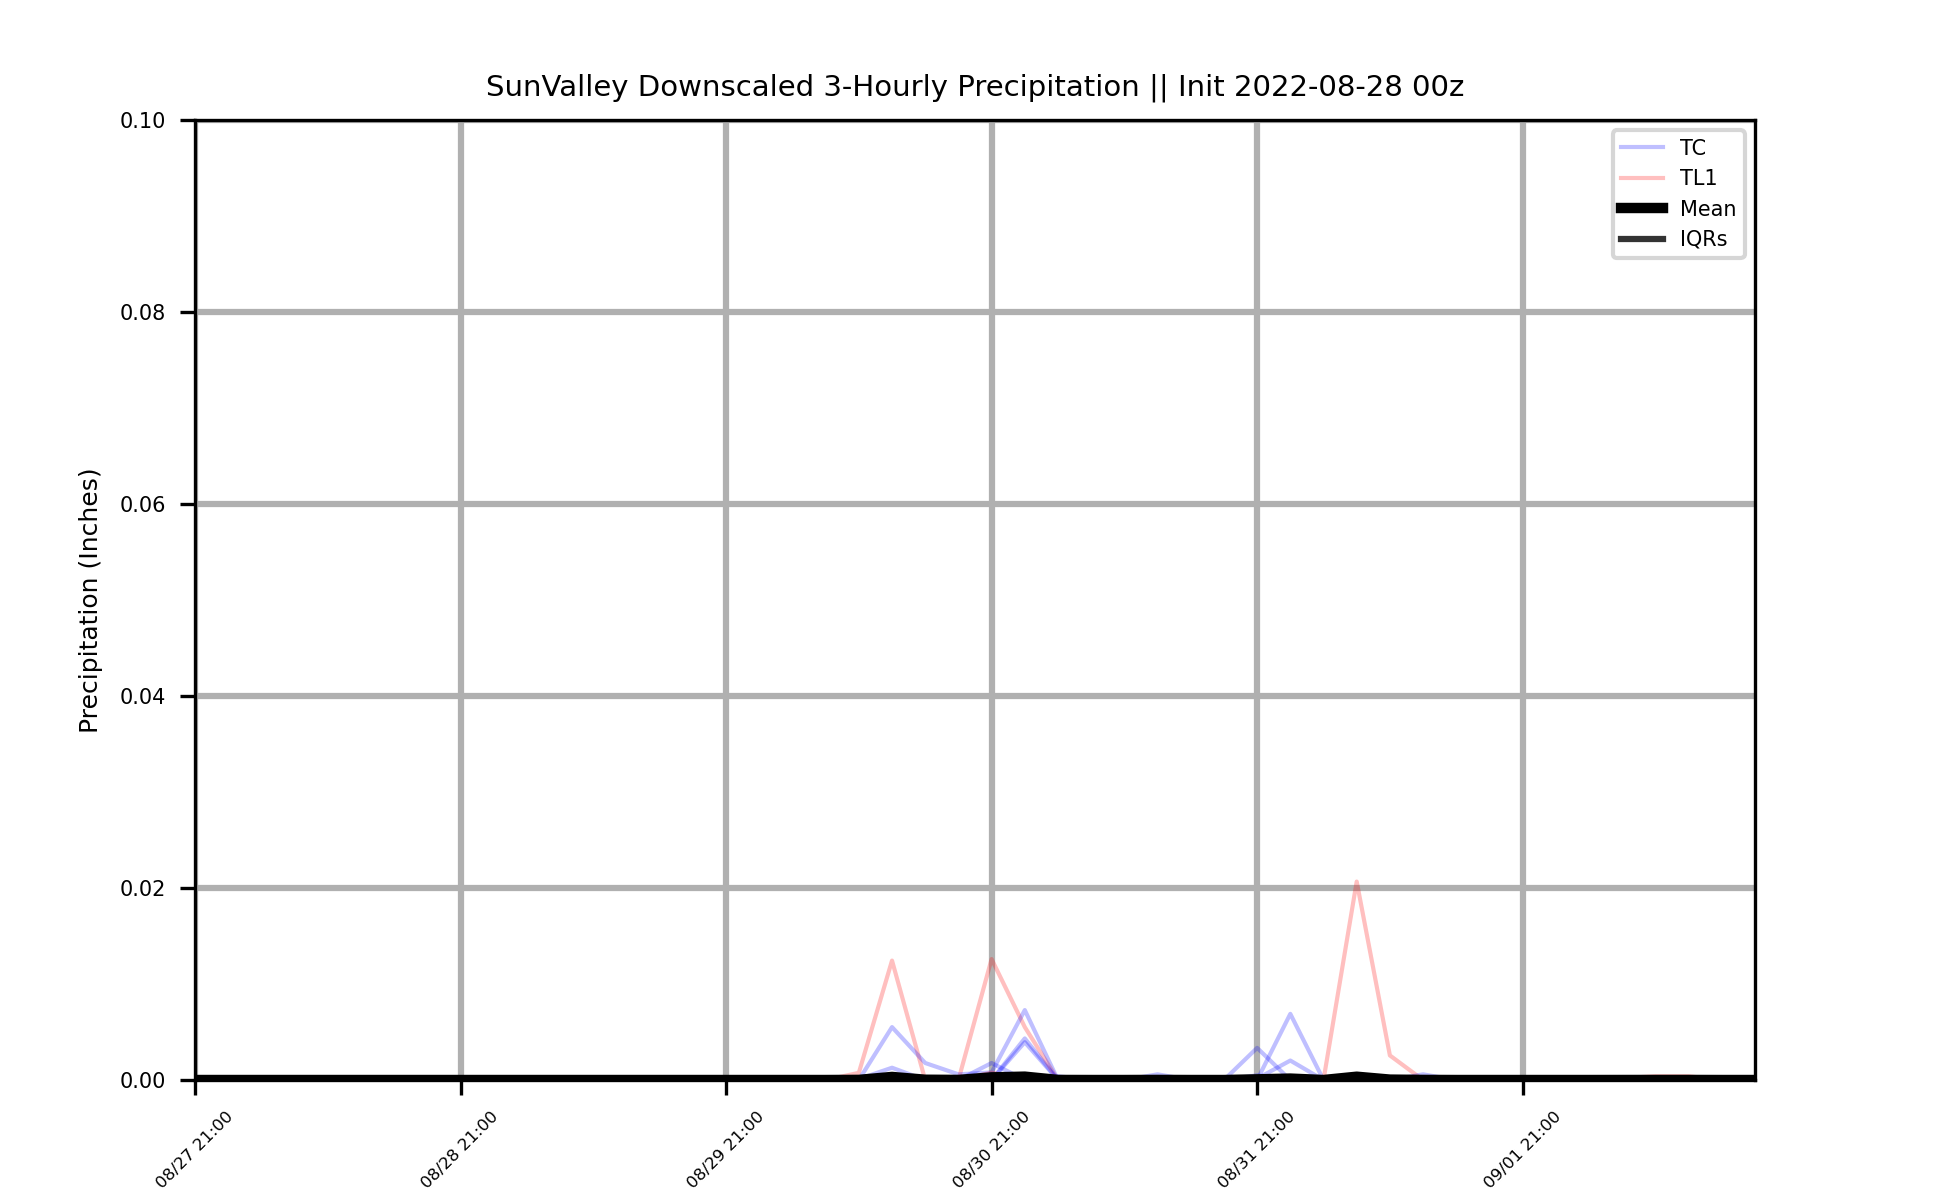 SunValley Downscaled 3-Hourly Precipitation || Init 2022-08-28 00z
0.10
0.08
0.06
0.04
0.02
0.00
Precipitation (Inches)
TC
TL1
Mean
IQRs
08/27 21:00
08/28 21:00
08/29 21:00
08/30 21:00
08/31 21:00
09/01 21:00